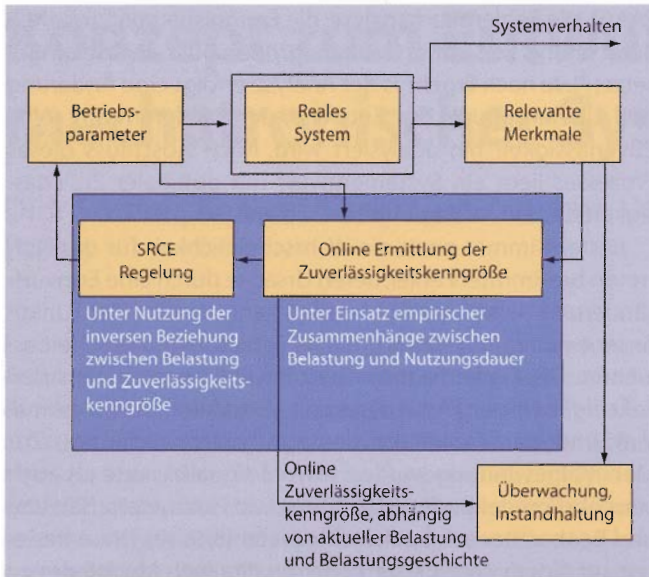 Systemverhalten
Betriebs-
parameter
Reales
System
Relevante
Merkmale
SRCE
Regelung
Online Ermittlung der
Zuverlässigkeitskenngröße
Unter Nutzung der
inversen Beziehung
zwischen Belastung
und Zuverlässigkeits-
kenngröße
Unter Einsatz empirischer
Zusammenhänge zwischen
Belastung und Nutzungsdauer
Online
Zuverlässigkeits-
kenngröße, abhängig
von aktueller Belastung
und Belastungsgeschichte
Überwachung,
Instandhaltung